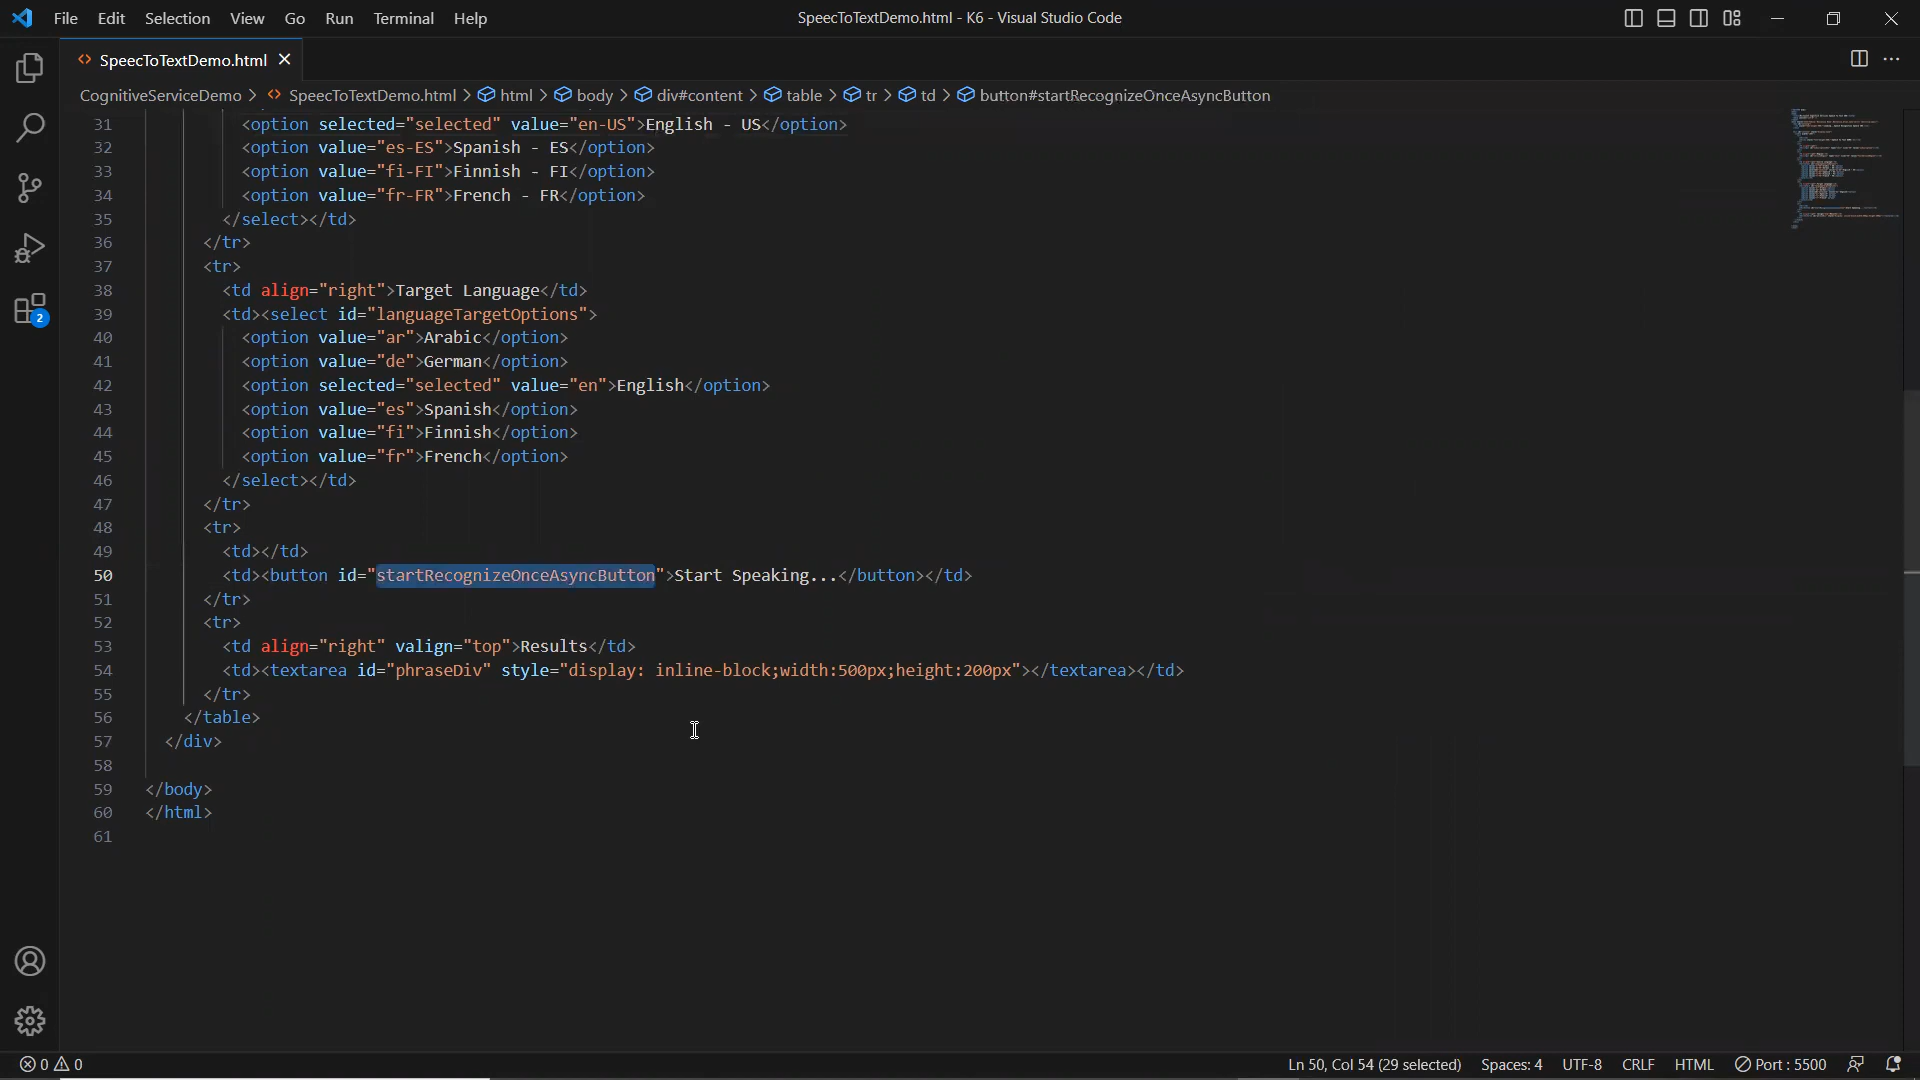 File Edit Selection View Go Run Terminal Help
SpeecToTextDemo.html - K6 - Visual Studio Code
SpeecToTextDemo.html
CognitiveServiceDemo > SpeecToTextDemo.html > html > body > div#content > table > tr > td > button#startRecognizeOnceAsyncButton
31 <option selected="selected" value="en-US">English - US</option>
32 <option value="es-ES">Spanish - ES</option>
33 <option value="fi-FI">Finnish - FI</option>
34 <option value="fr-FR">French - FR</option>
35 </select></td>
36 </tr>
37 <tr>
38 <td align="right">Target Language</td>
39 <td><select id="languageTargetOptions">
40 <option value="ar">Arabic</option>
41 <option value="de">German</option>
42 <option selected="selected" value="en">English</option>
43 <option value="es">Spanish</option>
44 <option value="fi">Finnish</option>
45 <option value="fr">French</option>
46 </select></td>
47 </tr>
48 <tr>
49 <td></td>
50 <td><button id="startRecognizeOnceAsyncButton">Start Speaking...</button></td>
51 </tr>
52 <tr>
53 <td align="right" valign="top">Results</td>
54 <td><textarea id="phraseDiv" style="display: inline-block;width:500px;height:200px"></textarea></td>
55 </tr>
56 </table>
57 </div>
58
59 </body>
60 </html>
61
2
0 0
Ln 50, Col 54 (29 selected) Spaces: 4 UTF-8 CRLF HTML Port : 5500